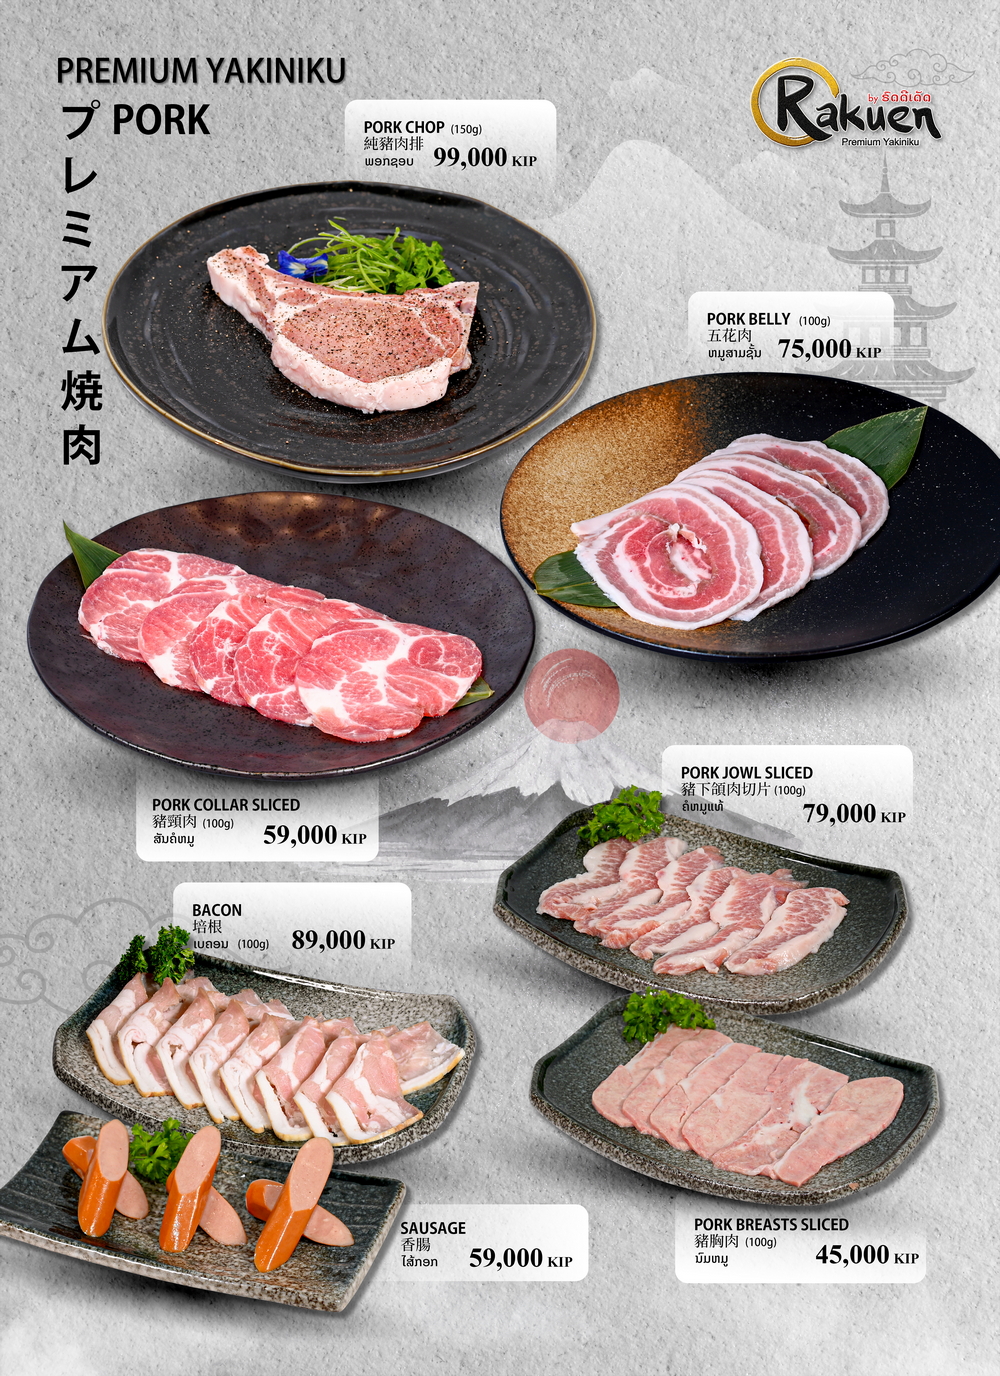 PREMIUM YAKINIKU
PORK
プレミアム焼肉
Rakuen
by ຣົດດີເດັດ
Premium Yakiniku
PORK CHOP (150g)
純豬肉排
ພອກຊອບ 99,000 KIP
PORK BELLY (100g)
五花肉
ຫມູສາມຊັ້ນ 75,000 KIP
PORK COLLAR SLICED
豬頸肉 (100g)
ສັນຄໍຫມູ 59,000 KIP
PORK JOWL SLICED
豬下頜肉切片 (100g)
ຄໍຫມູແທ້ 79,000 KIP
BACON
培根
ເບຄອນ (100g) 89,000 KIP
SAUSAGE
香腸
ໄສ້ກອກ 59,000 KIP
PORK BREASTS SLICED
豬胸肉 (100g)
ນົມຫມູ 45,000 KIP